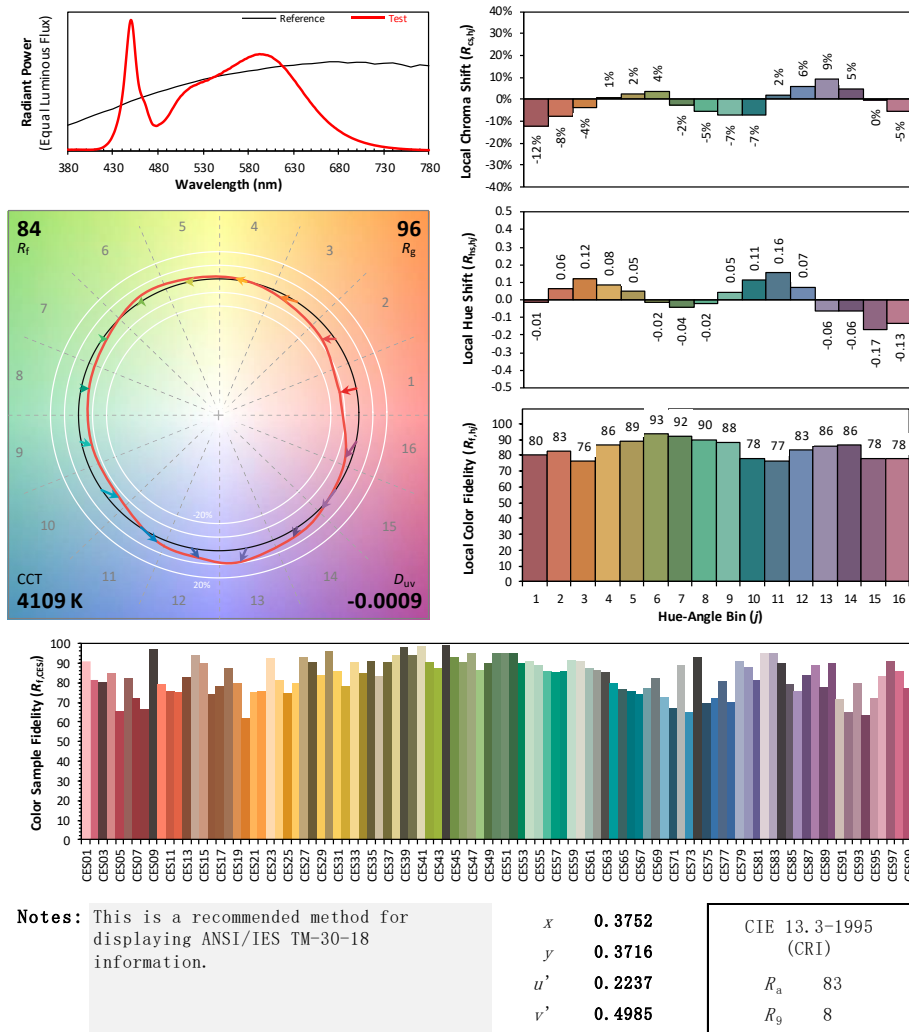 Radiant Power
(Equal Luminous Flux)
Reference
Test
380 430 480 530 580 630 680 730 780
Wavelength (nm)
Local Chroma Shift (Rcs,hj)
40%
30%
20%
10%
0%
-10%
-20%
-30%
-40%
-12% -8% -4% 1% 2% 4% -2% -5% -7% -7% 2% 6% 9% 5% 0% -5%
84
Rf
96
Rg
1 2 3 4 5 6 7 8 9 10 11 12 13 14 15 16
-20%
20%
CCT
4109 K
Duv
-0.0009
Local Hue Shift (Rhs,hj)
0.5
0.4
0.3
0.2
0.1
0.0
-0.1
-0.2
-0.3
-0.4
-0.5
-0.01 0.06 0.12 0.08 0.05 -0.02 -0.04 -0.02 0.05 0.11 0.16 0.07 -0.06 -0.06 -0.17 -0.13
Local Color Fidelity (Rf,hj)
100
90
80
70
60
50
40
30
20
10
0
80 83 76 86 89 93 92 90 88 78 77 83 86 86 78 78
1 2 3 4 5 6 7 8 9 10 11 12 13 14 15 16
Hue-Angle Bin (j)
Color Sample Fidelity (Rf,CESi)
100
90
80
70
60
50
40
30
20
10
0
CES01 CES03 CES05 CES07 CES09 CES11 CES13 CES15 CES17 CES19 CES21 CES23 CES25 CES27 CES29 CES31 CES33 CES35 CES37 CES39 CES41 CES43 CES45 CES47 CES49 CES51 CES53 CES55 CES57 CES59 CES61 CES63 CES65 CES67 CES69 CES71 CES73 CES75 CES77 CES79 CES81 CES83 CES85 CES87 CES89 CES91 CES93 CES95 CES97 CES99
Notes: This is a recommended method for
displaying ANSI/IES TM-30-18
information.
x 0.3752
y 0.3716
u' 0.2237
v' 0.4985
CIE 13.3-1995
(CRI)
Ra 83
R9 8